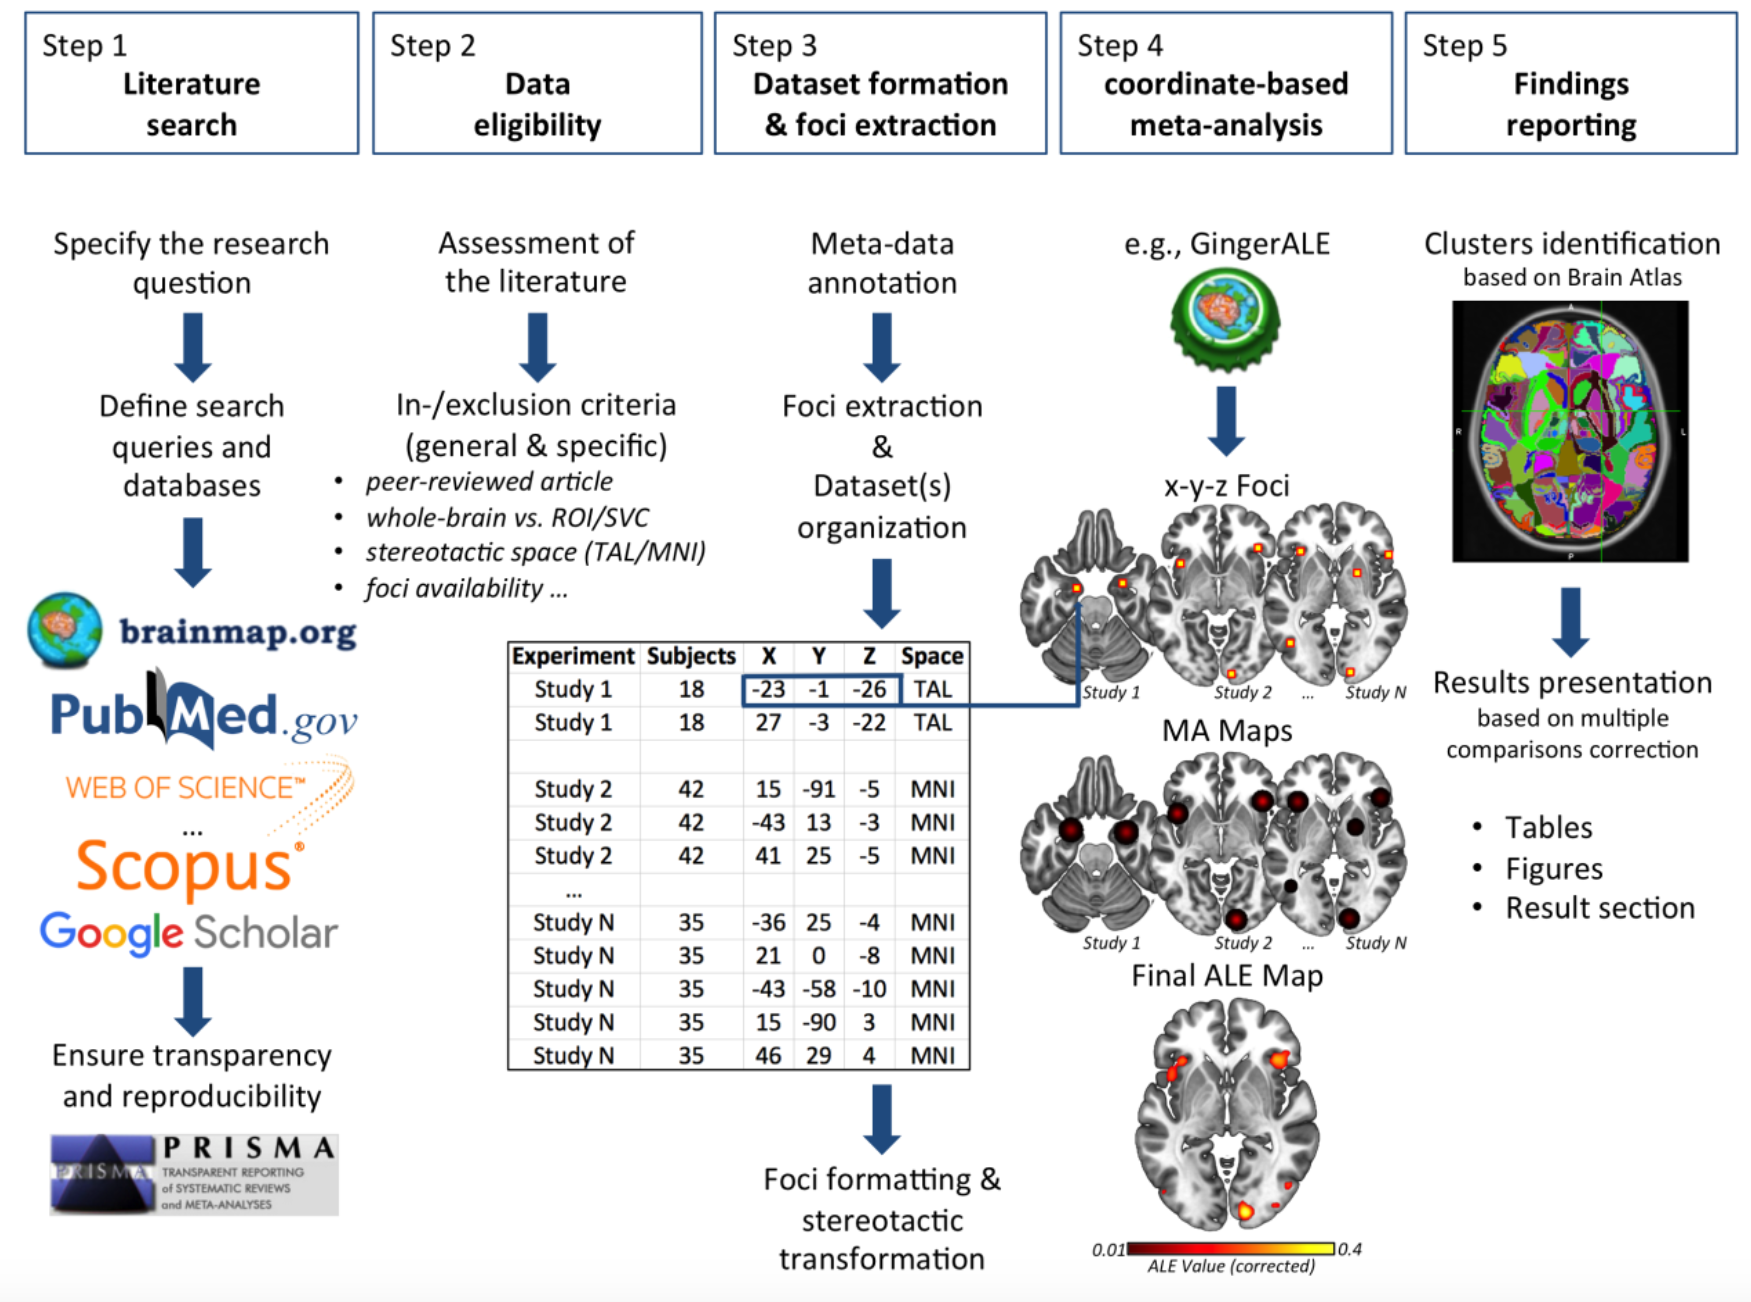 Step 1
Literature
search
Step 2
Data
eligibility
Step 3
Dataset formation
& foci extraction
Step 4
coordinate-based
meta-analysis
Step 5
Findings
reporting
Specify the research
question
Define search
queries and
databases
brainmap.org
PubMed.gov
WEB OF SCIENCE™
...
Scopus®
Google Scholar
Ensure transparency
and reproducibility
PRISMA
PRISMA
TRANSPARENT REPORTING
of SYSTEMATIC REVIEWS
and META-ANALYSES
Assessment of
the literature
In-/exclusion criteria
(general & specific)
• peer-reviewed article
• whole-brain vs. ROI/SVC
• stereotactic space (TAL/MNI)
• foci availability ...
Meta-data
annotation
Foci extraction
&
Dataset(s)
organization
Experiment Subjects X Y Z Space
Study 1 18 -23 -1 -26 TAL
Study 1 18 27 -3 -22 TAL
Study 2 42 15 -91 -5 MNI
Study 2 42 -43 13 -3 MNI
Study 2 42 41 25 -5 MNI
...
Study N 35 -36 25 -4 MNI
Study N 35 21 0 -8 MNI
Study N 35 -43 -58 -10 MNI
Study N 35 15 -90 3 MNI
Study N 35 46 29 4 MNI
Foci formatting &
stereotactic
transformation
e.g., GingerALE
x-y-z Foci
Study 1 Study 2 ... Study N
MA Maps
Study 1 Study 2 ... Study N
Final ALE Map
0.01 0.4
ALE Value (corrected)
Clusters identification
based on Brain Atlas
A
R L
P
Results presentation
based on multiple
comparisons correction
• Tables
• Figures
• Result section